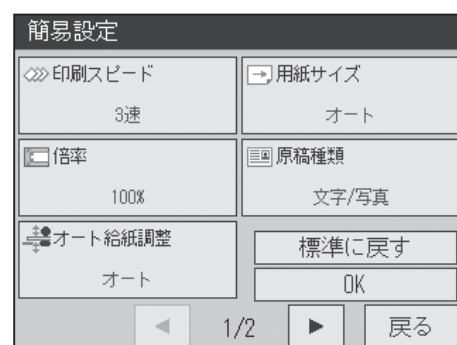 簡易設定
印刷スピード
3速
用紙サイズ
オート
倍率
100%
原稿種類
文字/写真
オート給紙調整
オート
標準に戻す
OK
1/2
戻る